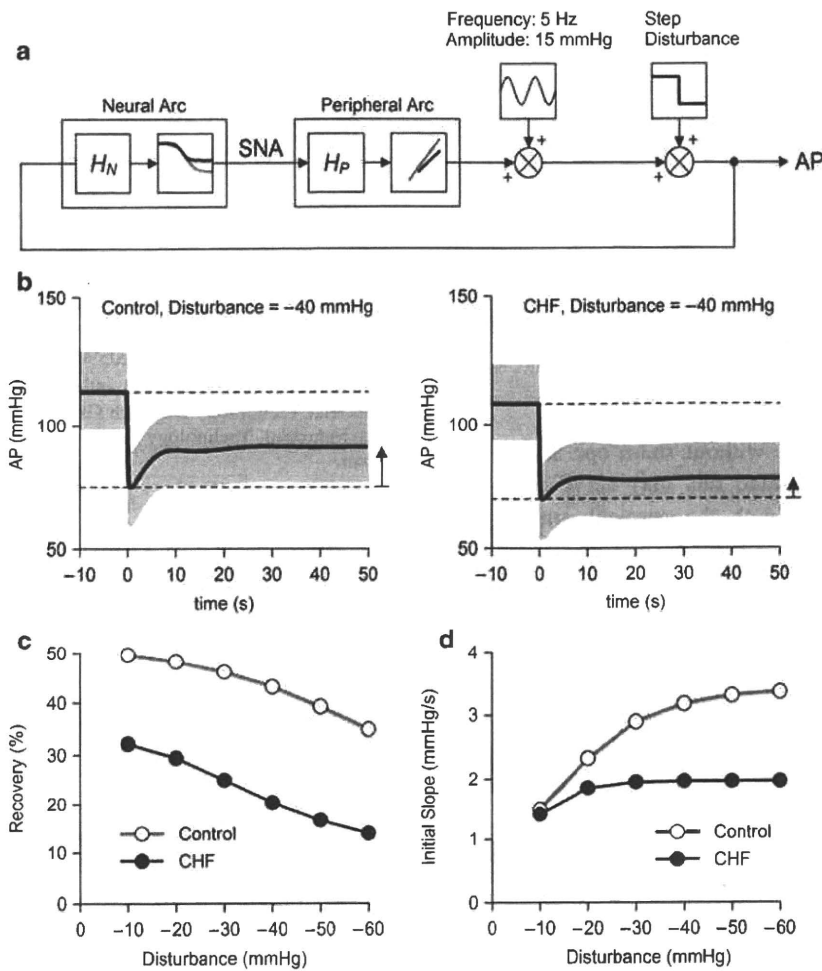 a
Frequency: 5 Hz
Amplitude: 15 mmHg
Step
Disturbance
Neural Arc
Peripheral Arc
H_N
SNA
H_P
+
+
+
+
AP
b
Control, Disturbance = −40 mmHg
150
100
50
AP (mmHg)
−10 0 10 20 30 40 50
time (s)
CHF, Disturbance = −40 mmHg
150
100
50
AP (mmHg)
−10 0 10 20 30 40 50
time (s)
c
50
40
30
20
10
0
Recovery (%)
Control
CHF
−10 −20 −30 −40 −50 −60
Disturbance (mmHg)
d
4
3
2
1
0
Initial Slope (mmHg/s)
Control
CHF
−10 −20 −30 −40 −50 −60
Disturbance (mmHg)